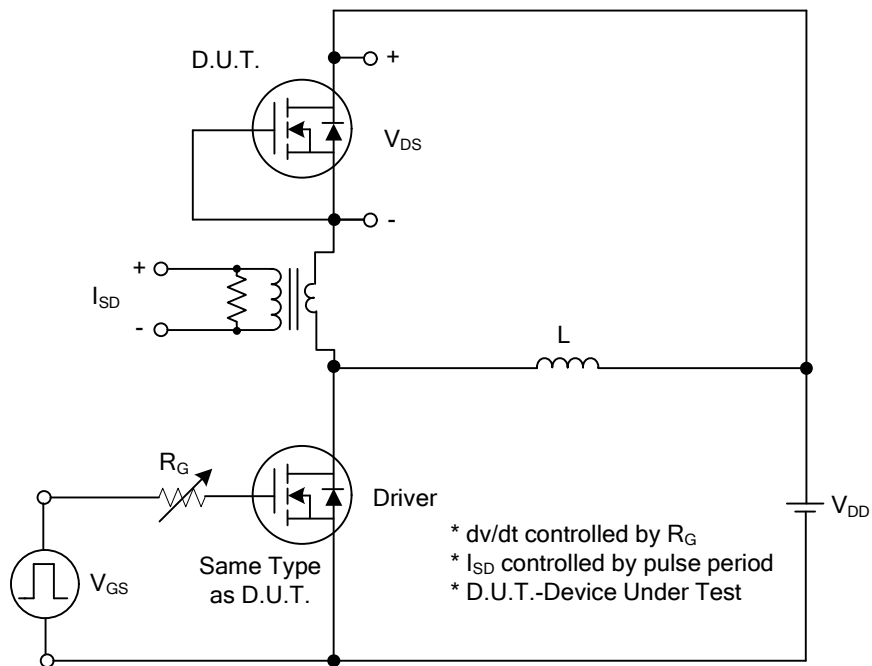 D.U.T.
+
V_DS
-
+
I_SD
-
L
R_G
Driver
V_DD
V_GS
Same Type
as D.U.T.
* dv/dt controlled by R_G
* I_SD controlled by pulse period
* D.U.T.-Device Under Test